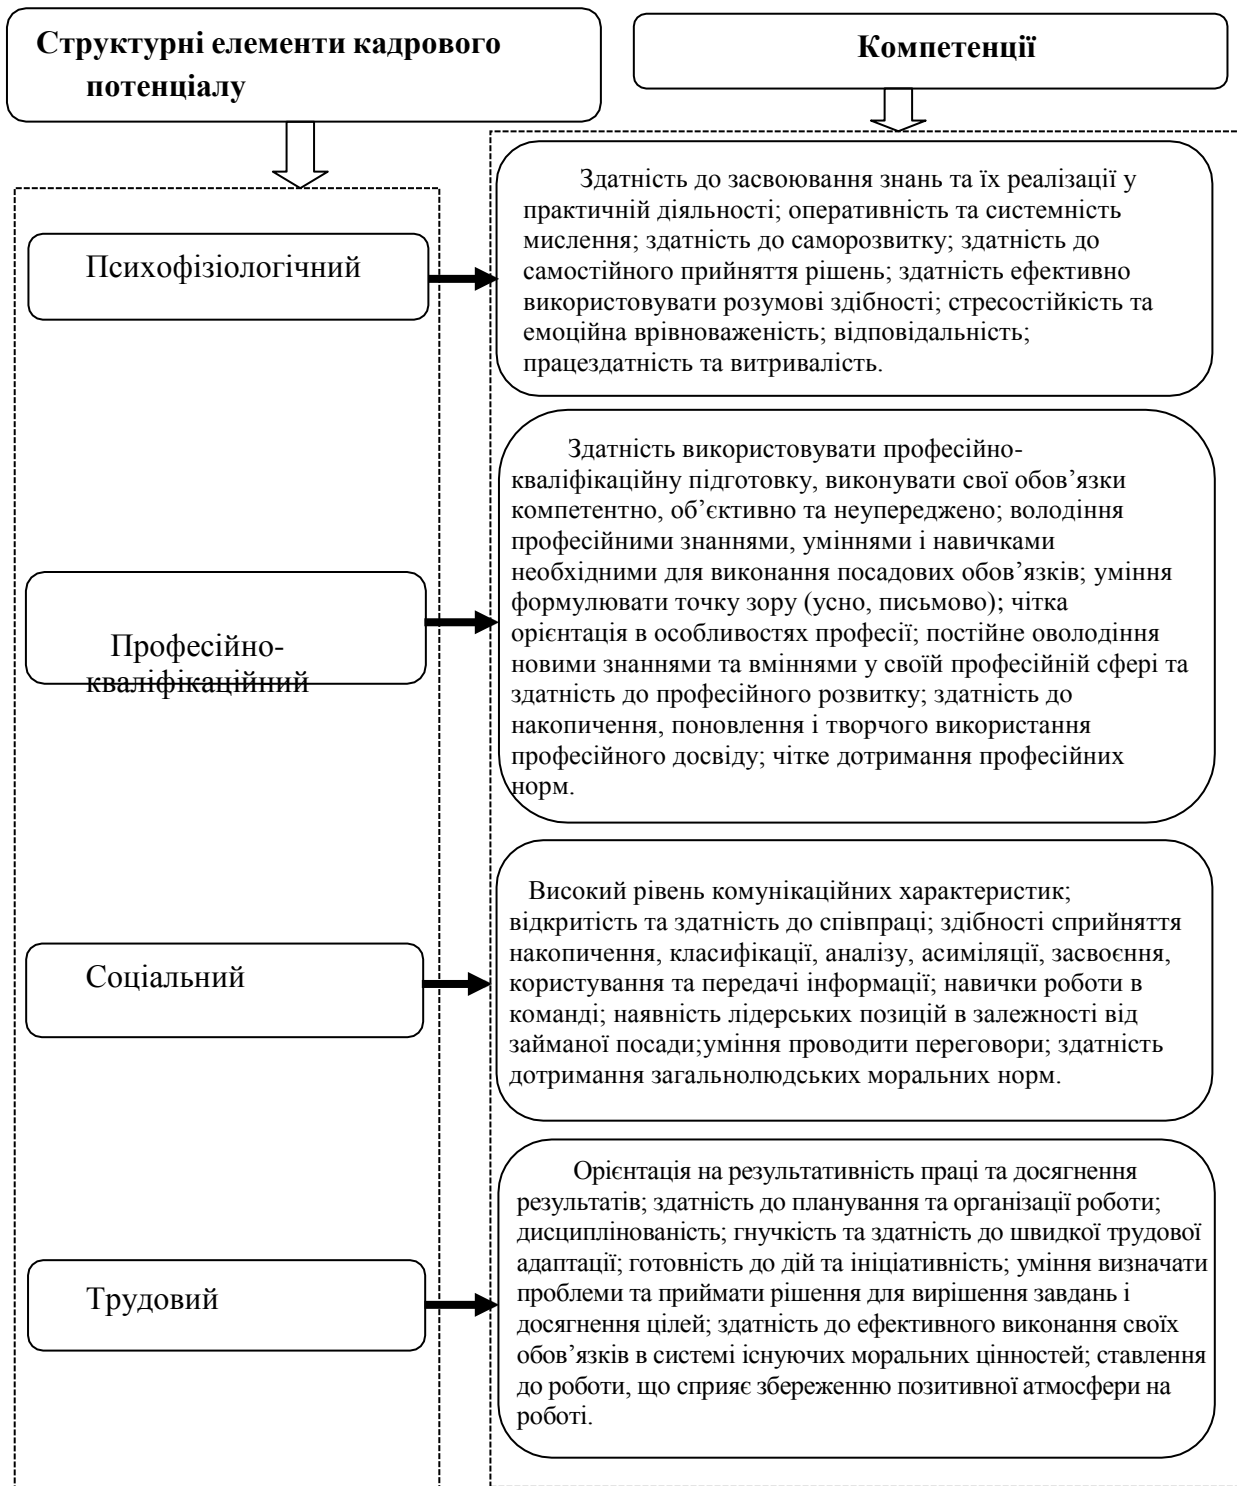 Структурні елементи кадрового
потенціалу
Компетенції
Психофізіологічний
Здатність до засвоювання знань та їх реалізації у
практичній діяльності; оперативність та системність
мислення; здатність до саморозвитку; здатність до
самостійного прийняття рішень; здатність ефективно
використовувати розумові здібності; стресостійкість та
емоційна врівноваженість; відповідальність;
працездатність та витривалість.
Професійно-
кваліфікаційний
Здатність використовувати професійно-
кваліфікаційну підготовку, виконувати свої обов’язки
компетентно, об’єктивно та неупереджено; володіння
професійними знаннями, уміннями і навичками
необхідними для виконання посадових обов’язків; уміння
формулювати точку зору (усно, письмово); чітка
орієнтація в особливостях професії; постійне оволодіння
новими знаннями та вміннями у своїй професійній сфері та
здатність до професійного розвитку; здатність до
накопичення, поновлення і творчого використання
професійного досвіду; чітке дотримання професійних
норм.
Соціальний
Високий рівень комунікаційних характеристик;
відкритість та здатність до співпраці; здібності сприйняття
накопичення, класифікації, аналізу, асиміляції, засвоєння,
користування та передачі інформації; навички роботи в
команді; наявність лідерських позицій в залежності від
займаної посади;уміння проводити переговори; здатність
дотримання загальнолюдських моральних норм.
Трудовий
Орієнтація на результативність праці та досягнення
результатів; здатність до планування та організації роботи;
дисциплінованість; гнучкість та здатність до швидкої трудової
адаптації; готовність до дій та ініціативність; уміння визначати
проблеми та приймати рішення для вирішення завдань і
досягнення цілей; здатність до ефективного виконання своїх
обов’язків в системі існуючих моральних цінностей; ставлення
до роботи, що сприяє збереженню позитивної атмосфери на
роботі.